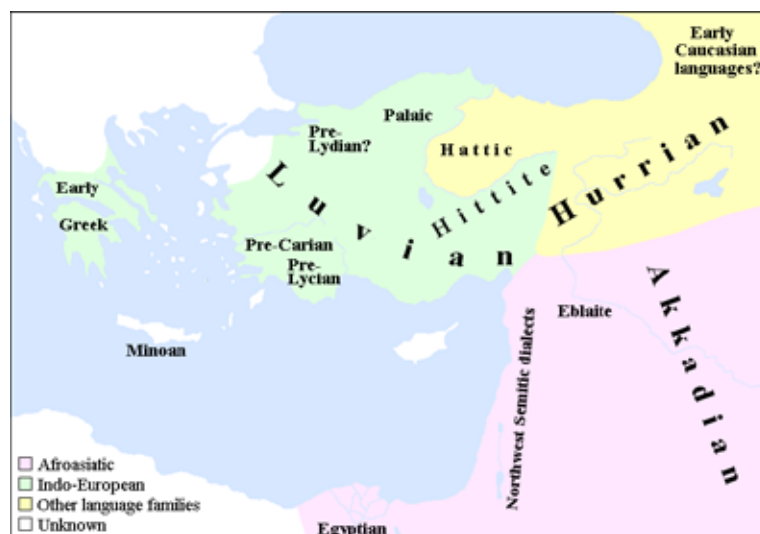 Early
Caucasian
languages?
Palaic
Pre-
Lydian?
Hattic
Hurrian
Luvian
Hittite
Early
Greek
Pre-Carian
Pre-
Lycian
Minoan
Eblaite
Akkadian
Northwest Semitic dialects
Egyptian
Afroasiatic
Indo-European
Other language families
Unknown